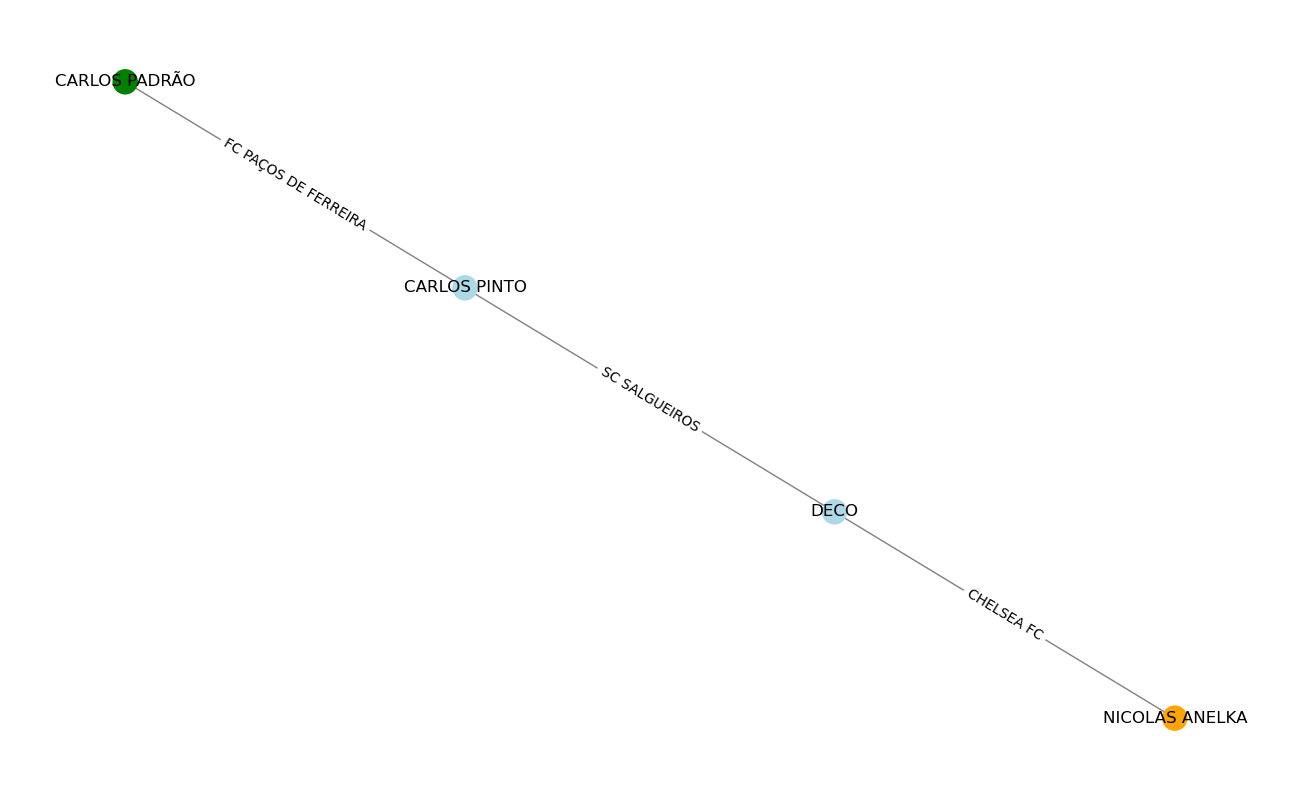 CARLOS PADRÃO
FC PAÇOS DE FERREIRA
CARLOS PINTO
SC SALGUEIROS
DECO
CHELSEA FC
NICOLAS ANELKA